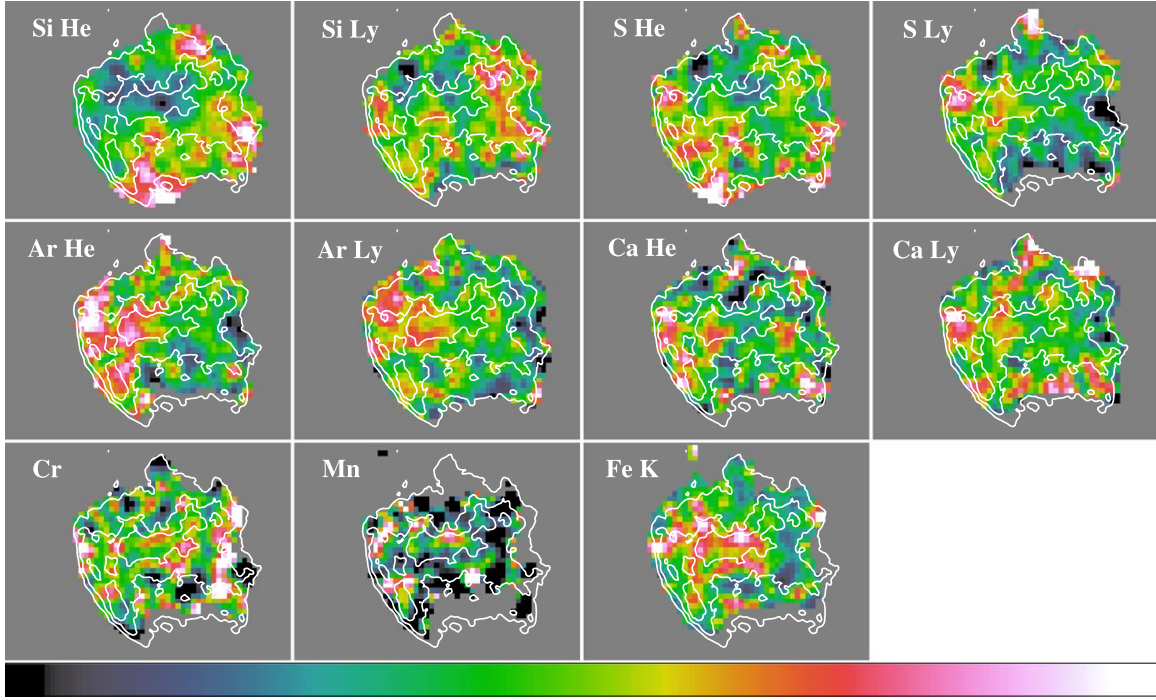 Si He
Si Ly
S He
S Ly
Ar He
Ar Ly
Ca He
Ca Ly
Cr
Mn
Fe K